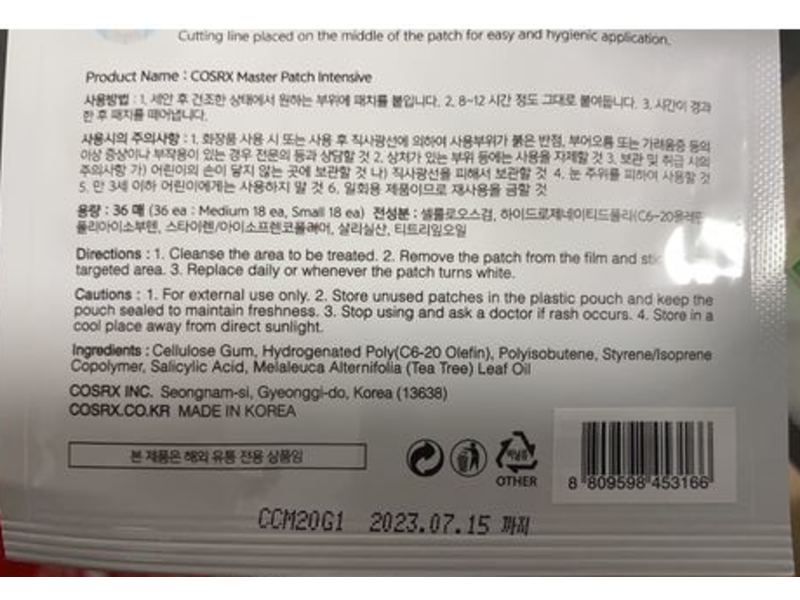 Cutting line placed on the middle of the patch for easy and hygienic application.
Product Name : COSRX Master Patch Intensive
사용방법 : 1. 세안 후 건조한 상태에서 원하는 부위에 패치를 붙입니다. 2. 8~12 시간 정도 그대로 붙여둡니다. 3. 시간이 경과
한 후 패치를 떼어냅니다.
사용시의 주의사항 : 1. 화장품 사용 시 또는 사용 후 직사광선에 의하여 사용부위가 붉은 반점, 부어오름 또는 가려움증 등의
이상 증상이나 부작용이 있는 경우 전문의 등과 상담할 것 2. 상처가 있는 부위 등에는 사용을 자제할 것 3. 보관 및 취급 시의
주의사항 가) 어린이의 손이 닿지 않는 곳에 보관할 것 나) 직사광선을 피해서 보관할 것 4. 눈 주위를 피하여 사용할 것
5. 만 3세 이하 어린이에게는 사용하지 말 것 6. 일회용 제품이므로 재사용을 금할 것
용량 : 36 매 (36 ea : Medium 18 ea, Small 18 ea) 전성분 : 셀룰로오스검, 하이드로제네이티드폴리(C6-20올레핀
폴리아이소부텐, 스타이렌/아이소프렌코폴리머, 살리실산, 티트리잎오일
Directions : 1. Cleanse the area to be treated. 2. Remove the patch from the film and
targeted area. 3. Replace daily or whenever the patch turns white.
Cautions : 1. For external use only. 2. Store unused patches in the plastic pouch and keep the
pouch sealed to maintain freshness. 3. Stop using and ask a doctor if rash occurs. 4. Store in a
cool place away from direct sunlight.
Ingredients : Cellulose Gum, Hydrogenated Poly(C6-20 Olefin), Polyisobutene, Styrene/Isoprene
Copolymer, Salicylic Acid, Melaleuca Alternifolia (Tea Tree) Leaf Oil
COSRX INC. Seongnam-si, Gyeonggi-do, Korea (13638)
COSRX.CO.KR MADE IN KOREA
본 제품은 해외 유통 전용 상품임
비닐류
OTHER
8 809598 453166
CCM20G1 2023.07.15 까지